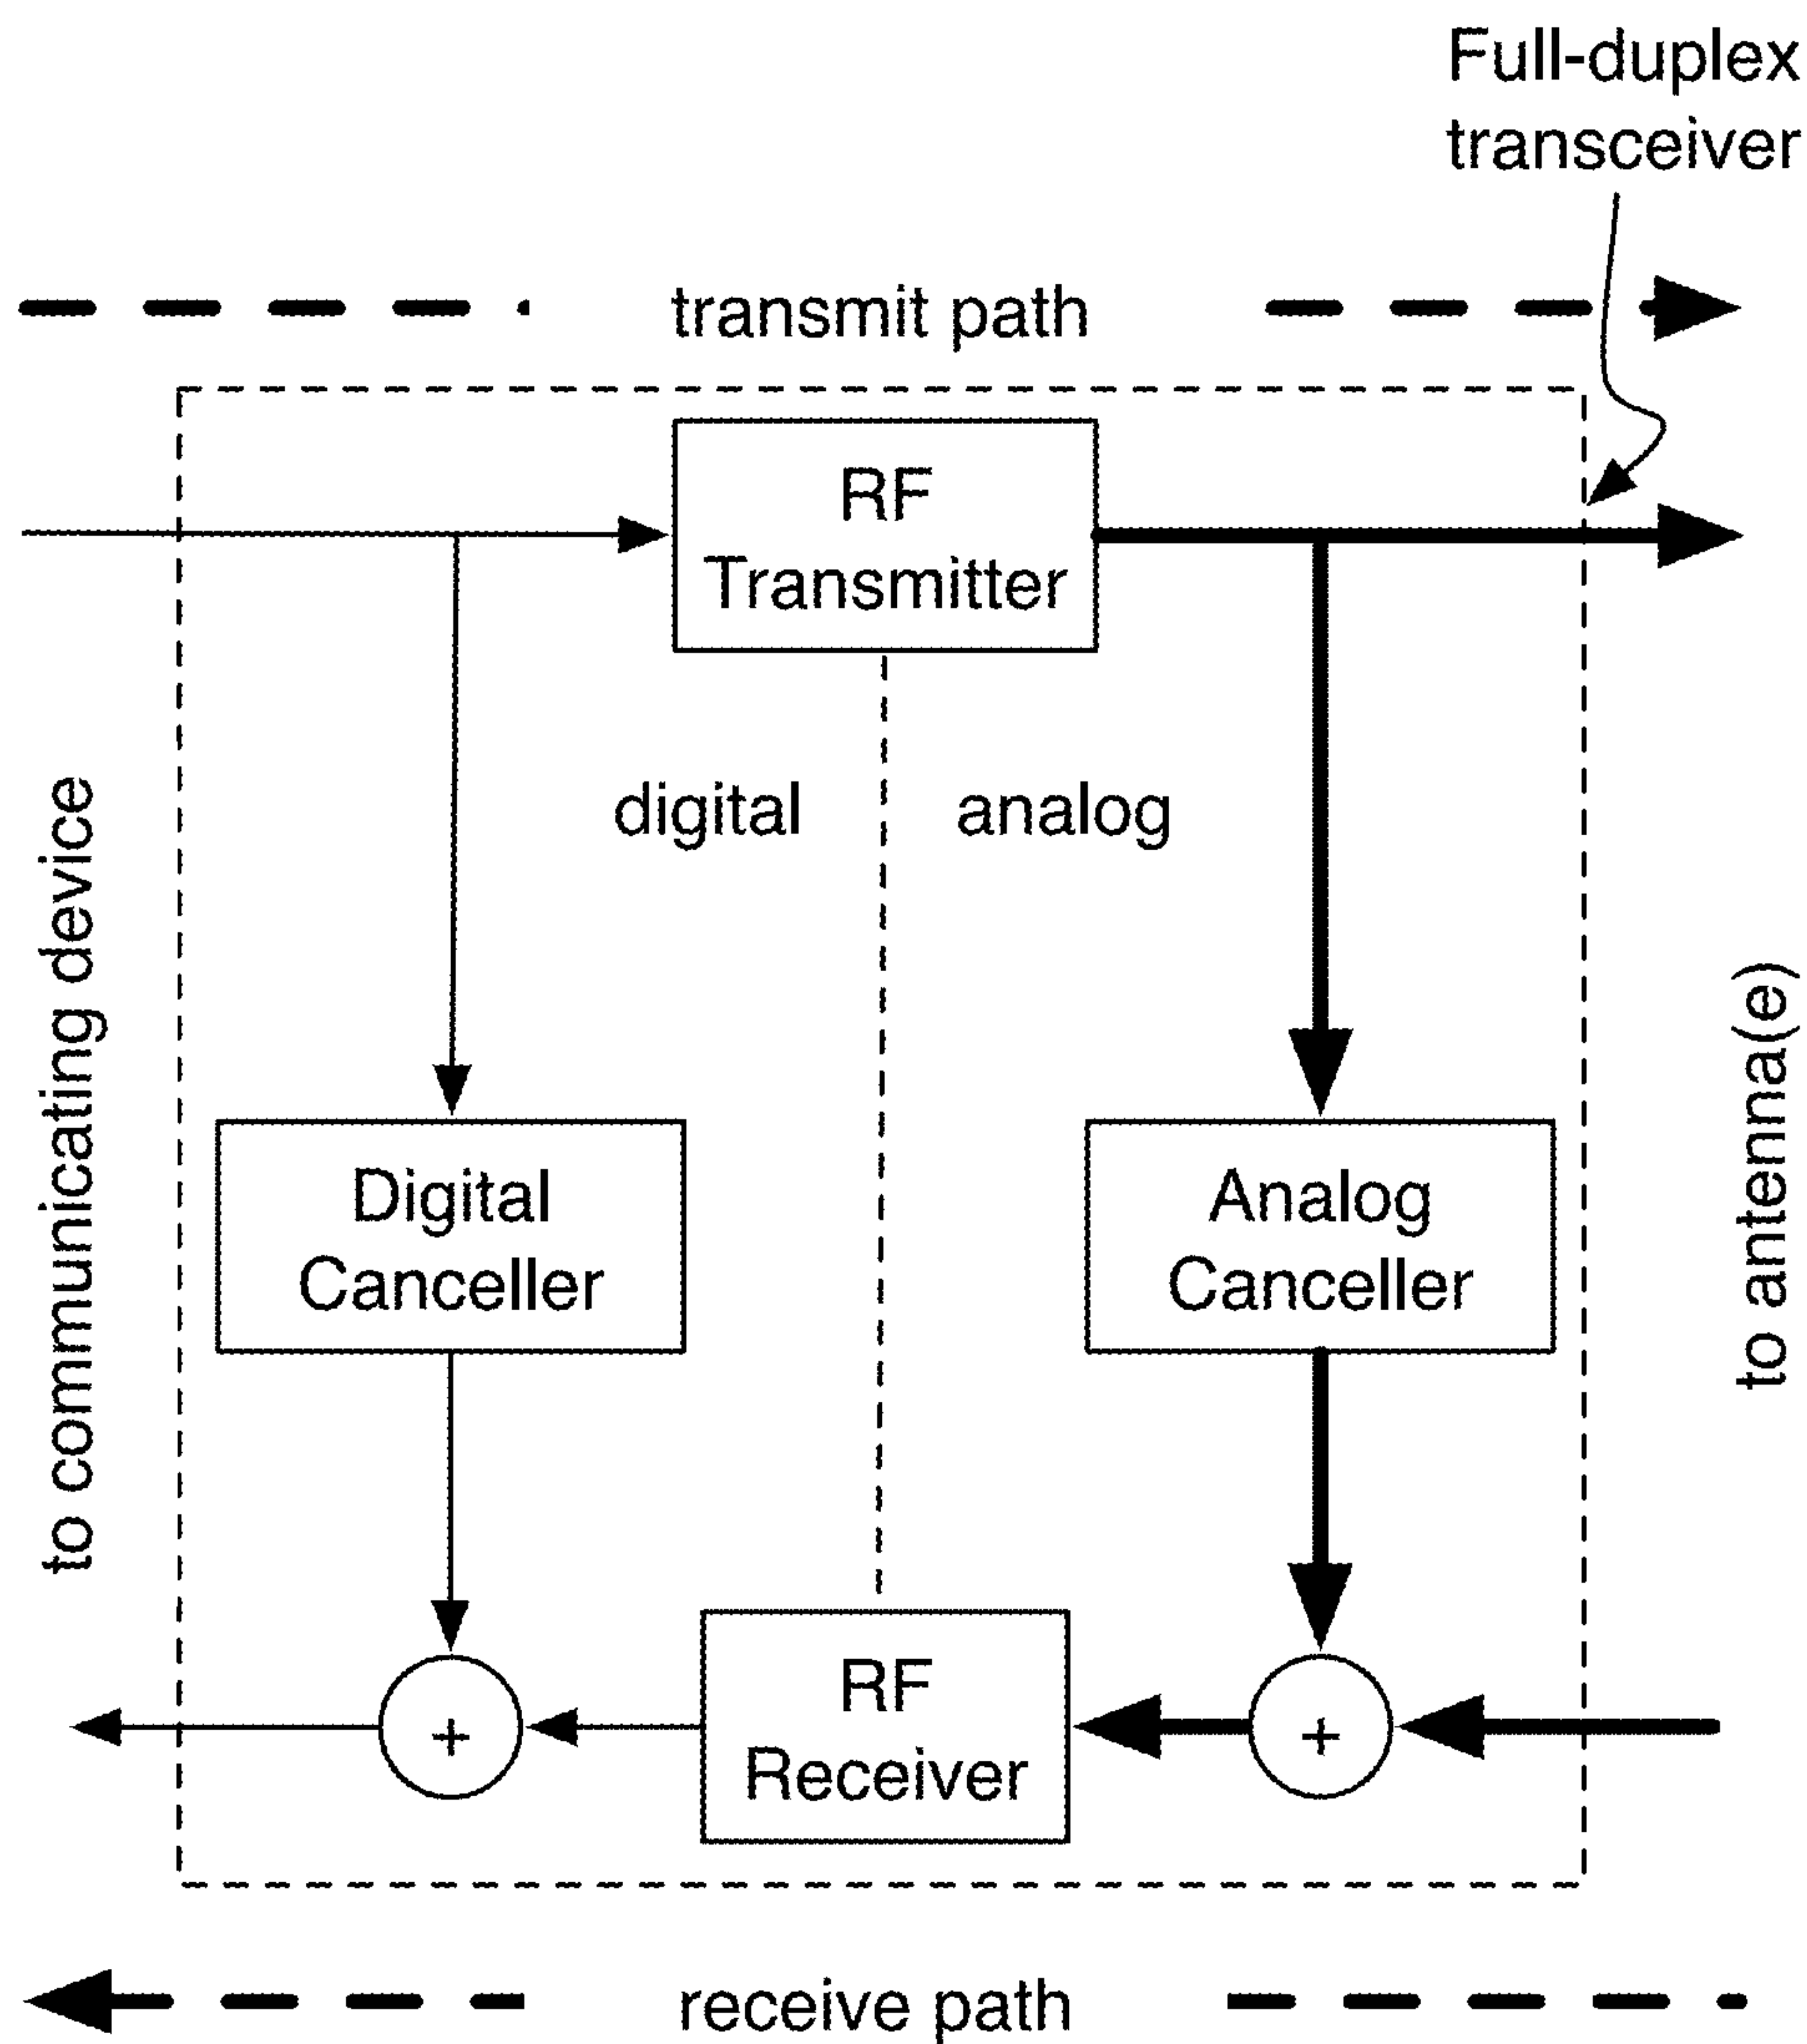 Full-duplex
transceiver
transmit path
RF
Transmitter
digital
analog
to communicating device
to antenna(e)
Digital
Canceller
Analog
Canceller
+
RF
Receiver
+
receive path